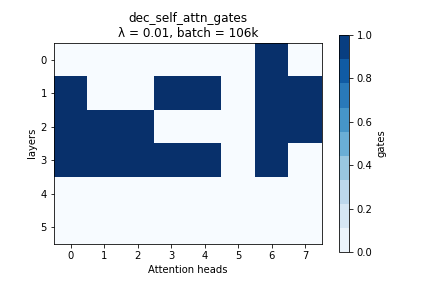 dec_self_attn_gates
λ = 0.01, batch = 106k
layers
0
1
2
3
4
5
0 1 2 3 4 5 6 7
Attention heads
1.0
0.8
0.6
0.4
0.2
0.0
gates